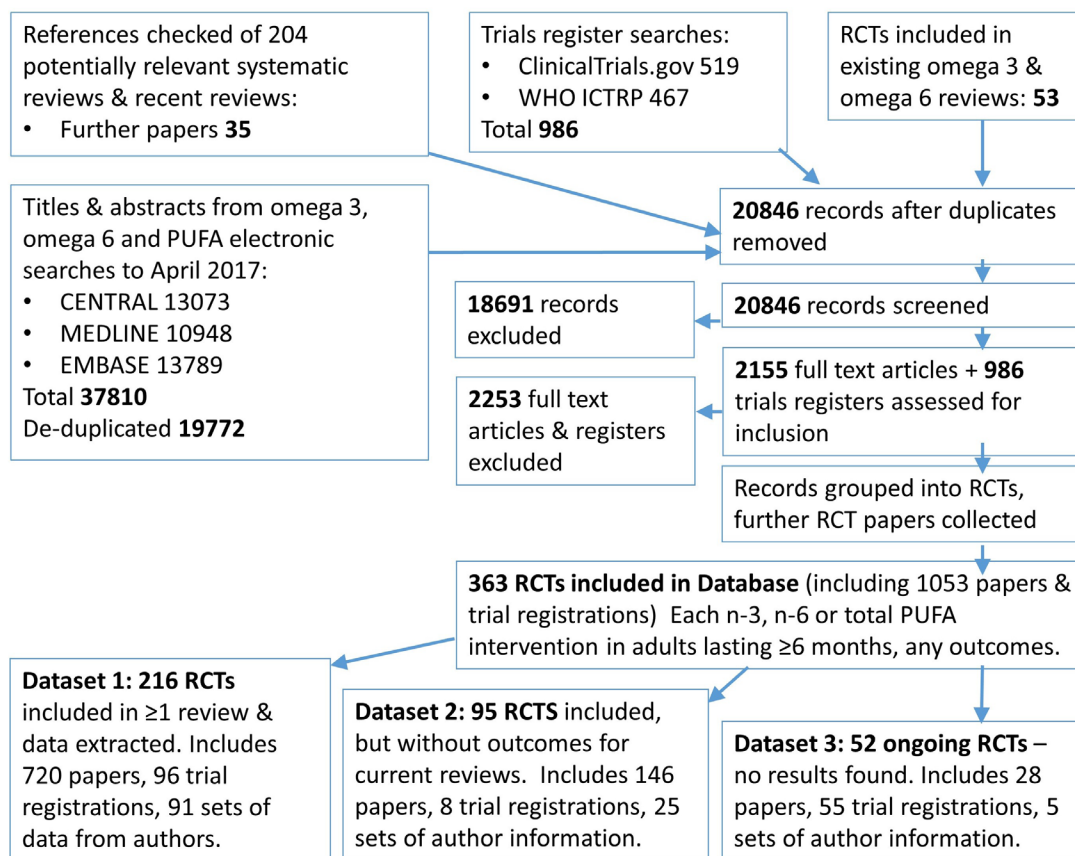 References checked of 204
potentially relevant systematic
reviews & recent reviews:
• Further papers 35
Trials register searches:
• ClinicalTrials.gov 519
• WHO ICTRP 467
Total 986
RCTs included in
existing omega 3 &
omega 6 reviews: 53
Titles & abstracts from omega 3,
omega 6 and PUFA electronic
searches to April 2017:
• CENTRAL 13073
• MEDLINE 10948
• EMBASE 13789
Total 37810
De-duplicated 19772
20846 records after duplicates
removed
20846 records screened
18691 records
excluded
2155 full text articles + 986
trials registers assessed for
inclusion
2253 full text
articles & registers
excluded
Records grouped into RCTs,
further RCT papers collected
363 RCTs included in Database (including 1053 papers &
trial registrations) Each n-3, n-6 or total PUFA
intervention in adults lasting ≥6 months, any outcomes.
Dataset 1: 216 RCTs
included in ≥1 review &
data extracted. Includes
720 papers, 96 trial
registrations, 91 sets of
data from authors.
Dataset 2: 95 RCTS included,
but without outcomes for
current reviews. Includes 146
papers, 8 trial registrations, 25
sets of author information.
Dataset 3: 52 ongoing RCTs –
no results found. Includes 28
papers, 55 trial registrations, 5
sets of author information.